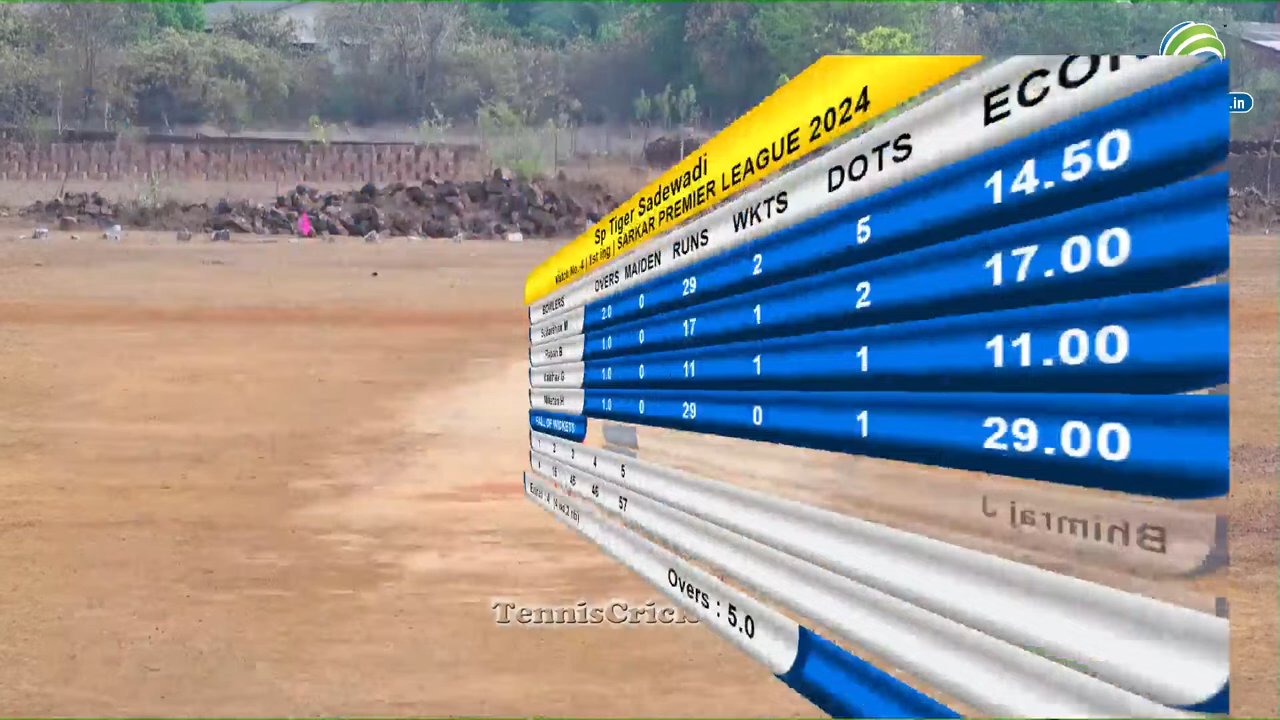 .in
Sp Tiger Sadewadi
Match No. 4 | 1st Ing | SARKAR PREMIER LEAGUE 2024
BOWLERS OVERS MAIDEN RUNS WKTS DOTS ECON
2.0 0 29 2 5 14.50
1.0 0 17 1 2 17.00
1.0 0 11 1 1 11.00
1.0 0 29 0 1 29.00
FALL OF WICKETS
1 2 3 4 5
45 46 57
Bhimraj J
Overs : 5.0
TennisCrick